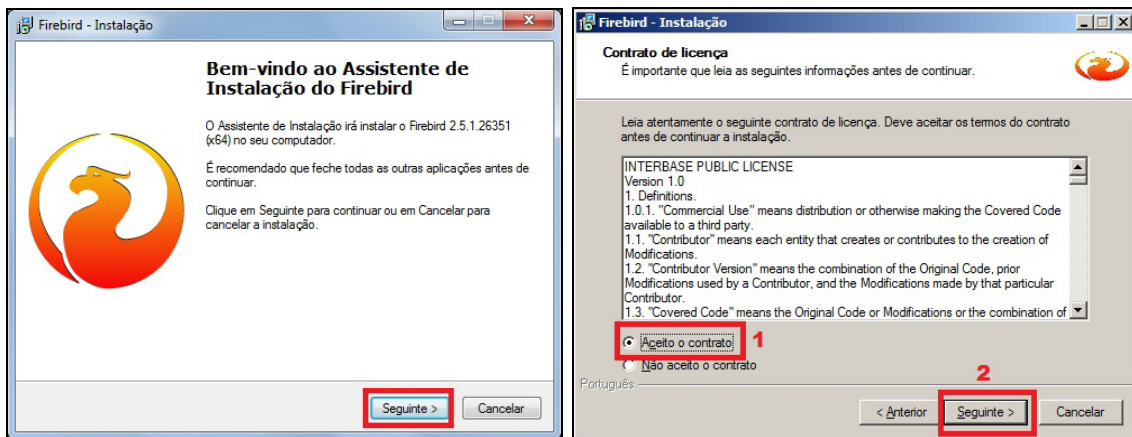 Firebird - Instalação
Bem-vindo ao Assistente de
Instalação do Firebird
O Assistente de Instalação irá instalar o Firebird 2.5.1.26351
(x64) no seu computador.
É recomendado que feche todas as outras aplicações antes de
continuar.
Clique em Seguinte para continuar ou em Cancelar para
cancelar a instalação.
Seguinte >
Cancelar
Firebird - Instalação
Contrato de licença
É importante que leia as seguintes informações antes de continuar.
Leia atentamente o seguinte contrato de licença. Deve aceitar os termos do contrato
antes de continuar a instalação.
INTERBASE PUBLIC LICENSE
Version 1.0
1. Definitions.
1.0.1. "Commercial Use" means distribution or otherwise making the Covered Code
available to a third party.
1.1. "Contributor" means each entity that creates or contributes to the creation of
Modifications.
1.2. "Contributor Version" means the combination of the Original Code, prior
Modifications used by a Contributor, and the Modifications made by that particular
Contributor.
1.3. "Covered Code" means the Original Code or Modifications or the combination of
Aceito o contrato
1
Não aceito o contrato
2
Português
< Anterior
Seguinte >
Cancelar